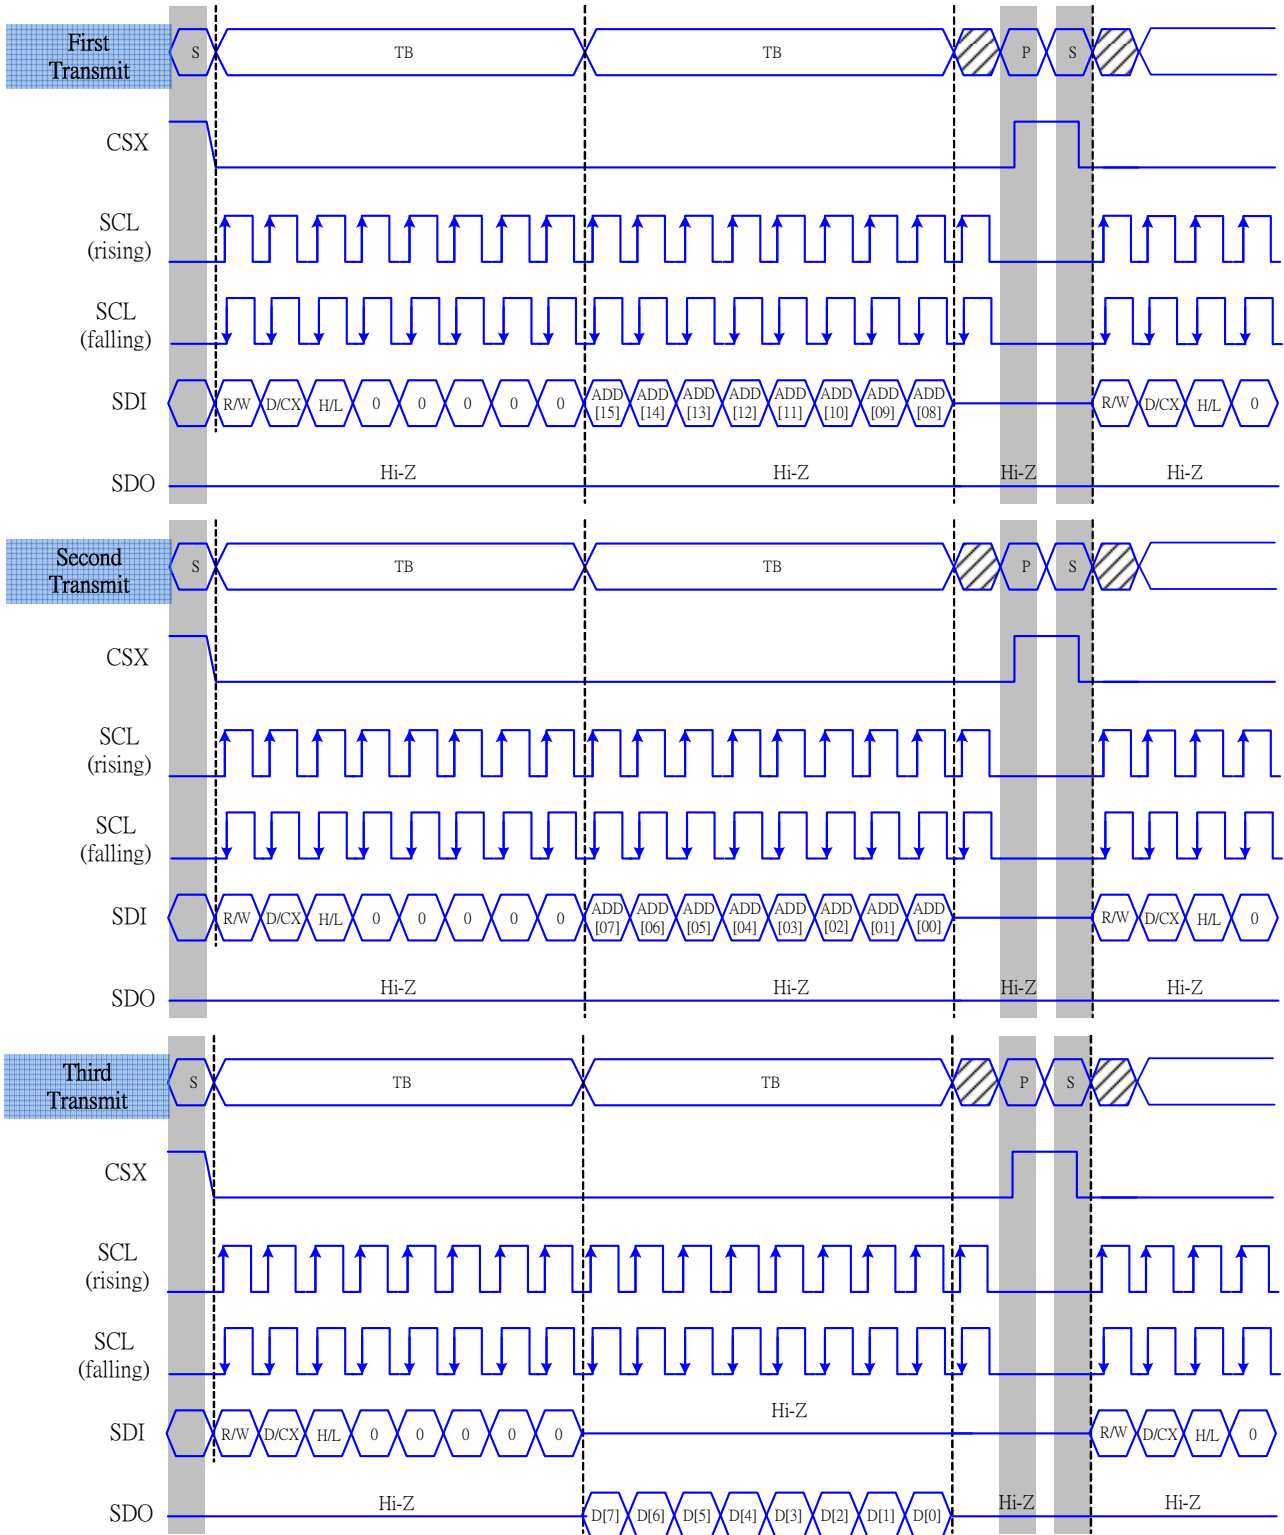 First
Transmit
S TB TB P S
CSX
SCL
(rising)
SCL
(falling)
SDI R/W D/CX H/L 0 0 0 0 0 ADD [15] ADD [14] ADD [13] ADD [12] ADD [11] ADD [10] ADD [09] ADD [08] R/W D/CX H/L 0
SDO Hi-Z Hi-Z Hi-Z Hi-Z
Second
Transmit
S TB TB P S
CSX
SCL
(rising)
SCL
(falling)
SDI R/W D/CX H/L 0 0 0 0 0 ADD [07] ADD [06] ADD [05] ADD [04] ADD [03] ADD [02] ADD [01] ADD [00] R/W D/CX H/L 0
SDO Hi-Z Hi-Z Hi-Z Hi-Z
Third
Transmit
S TB TB P S
CSX
SCL
(rising)
SCL
(falling)
SDI R/W D/CX H/L 0 0 0 0 0 Hi-Z R/W D/CX H/L 0
SDO Hi-Z D[7] D[6] D[5] D[4] D[3] D[2] D[1] D[0] Hi-Z Hi-Z